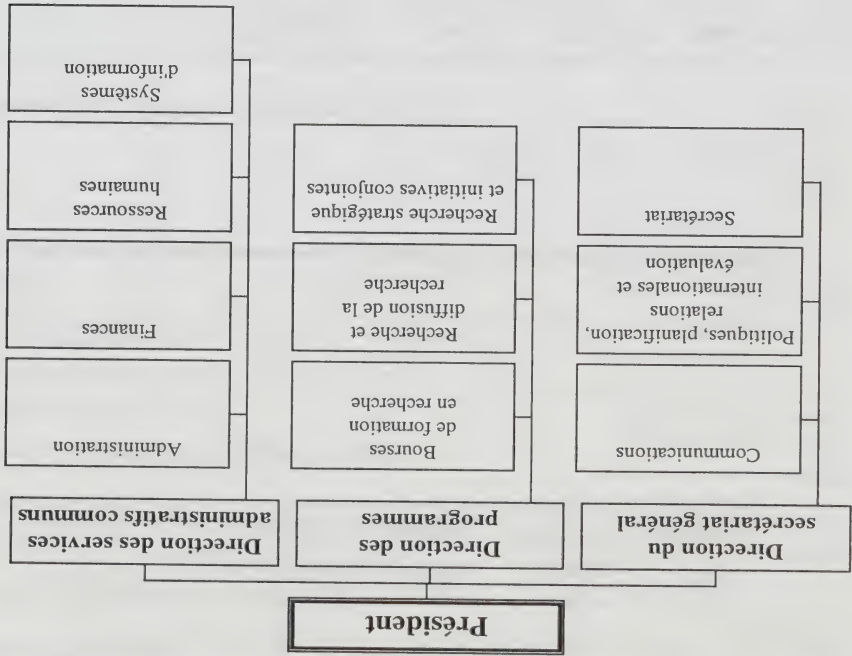 Président
Direction du
secrétariat général
Communications
Politiques, planification,
relations
internationales et
évaluation
Secrétariat
Direction des
programmes
Bourses
de formation
en recherche
Recherche et
diffusion de la
recherche
Recherche stratégique
et initiatives conjointes
Direction des services
administratifs communs
Administration
Finances
Ressources
humaines
Systèmes
d'information